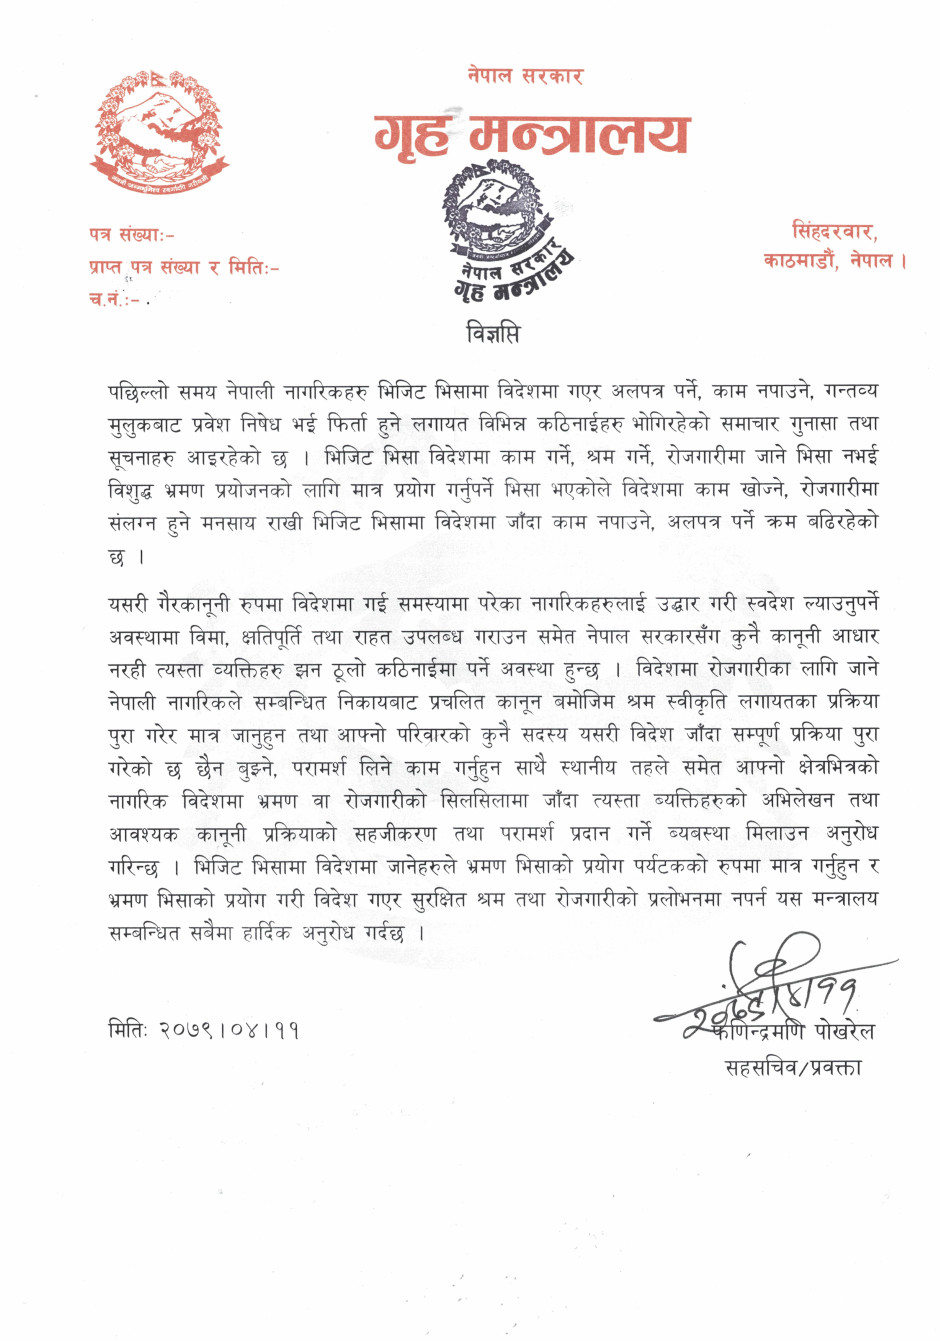 नेपाल सरकार
गृह मन्त्रालय
नेपाल सरकार
गृह मन्त्रालय
पत्र संख्याः-
प्राप्त पत्र संख्या र मितिः-
च.नं.ः-
सिंहदरवार,
काठमाडौं, नेपाल ।
विज्ञप्ति
पछिल्लो समय नेपाली नागरिकहरु भिजिट भिसामा विदेशमा गएर अलपत्र पर्ने, काम नपाउने, गन्तब्य
मुलुकबाट प्रवेश निषेध भई फिर्ता हुने लगायत विभिन्न कठिनाईहरु भोगिरहेको समाचार गुनासा तथा
सूचनाहरु आइरहेको छ । भिजिट भिसा विदेशमा काम गर्ने, श्रम गर्ने, रोजगारीमा जाने भिसा नभई
विशुद्ध भ्रमण प्रयोजनको लागि मात्र प्रयोग गर्नुपर्ने भिसा भएकोले विदेशमा काम खोज्ने, रोजगारीमा
संलग्न हुने मनसाय राखी भिजिट भिसामा विदेशमा जाँदा काम नपाउने, अलपत्र पर्ने क्रम बढिरहेको
छ ।
यसरी गैरकानूनी रुपमा विदेशमा गई समस्यामा परेका नागरिकहरुलाई उद्धार गरी स्वदेश ल्याउनुपर्ने
अवस्थामा विमा, क्षतिपूर्ति तथा राहत उपलब्ध गराउन समेत नेपाल सरकारसँग कुनै कानूनी आधार
नरही त्यस्ता ब्यक्तिहरु झन ठूलो कठिनाईमा पर्ने अवस्था हुन्छ । विदेशमा रोजगारीका लागि जाने
नेपाली नागरिकले सम्बन्धित निकायबाट प्रचलित कानून बमोजिम श्रम स्वीकृति लगायतका प्रक्रिया
पुरा गरेर मात्र जानुहुन तथा आफ्नो परिवारको कुनै सदस्य यसरी विदेश जाँदा सम्पूर्ण प्रक्रिया पुरा
गरेको छ छैन बुझ्ने, परामर्श लिने काम गर्नुहुन साथै स्थानीय तहले समेत आफ्नो क्षेत्रभित्रको
नागरिक विदेशमा भ्रमण वा रोजगारीको सिलसिलामा जाँदा त्यस्ता ब्यक्तिहरुको अभिलेखन तथा
आवश्यक कानूनी प्रक्रियाको सहजीकरण तथा परामर्श प्रदान गर्ने ब्यबस्था मिलाउन अनुरोध
गरिन्छ । भिजिट भिसामा विदेशमा जानेहरुले भ्रमण भिसाको प्रयोग पर्यटकको रुपमा मात्र गर्नुहुन र
भ्रमण भिसाको प्रयोग गरी विदेश गएर सुरक्षित श्रम तथा रोजगारीको प्रलोभनमा नपर्न यस मन्त्रालय
सम्बन्धित सबैमा हार्दिक अनुरोध गर्दछ ।
२०७९।४।११
मितिः २०७९।०४।११
फणिन्द्रमणि पोखरेल
सहसचिव/प्रवक्ता